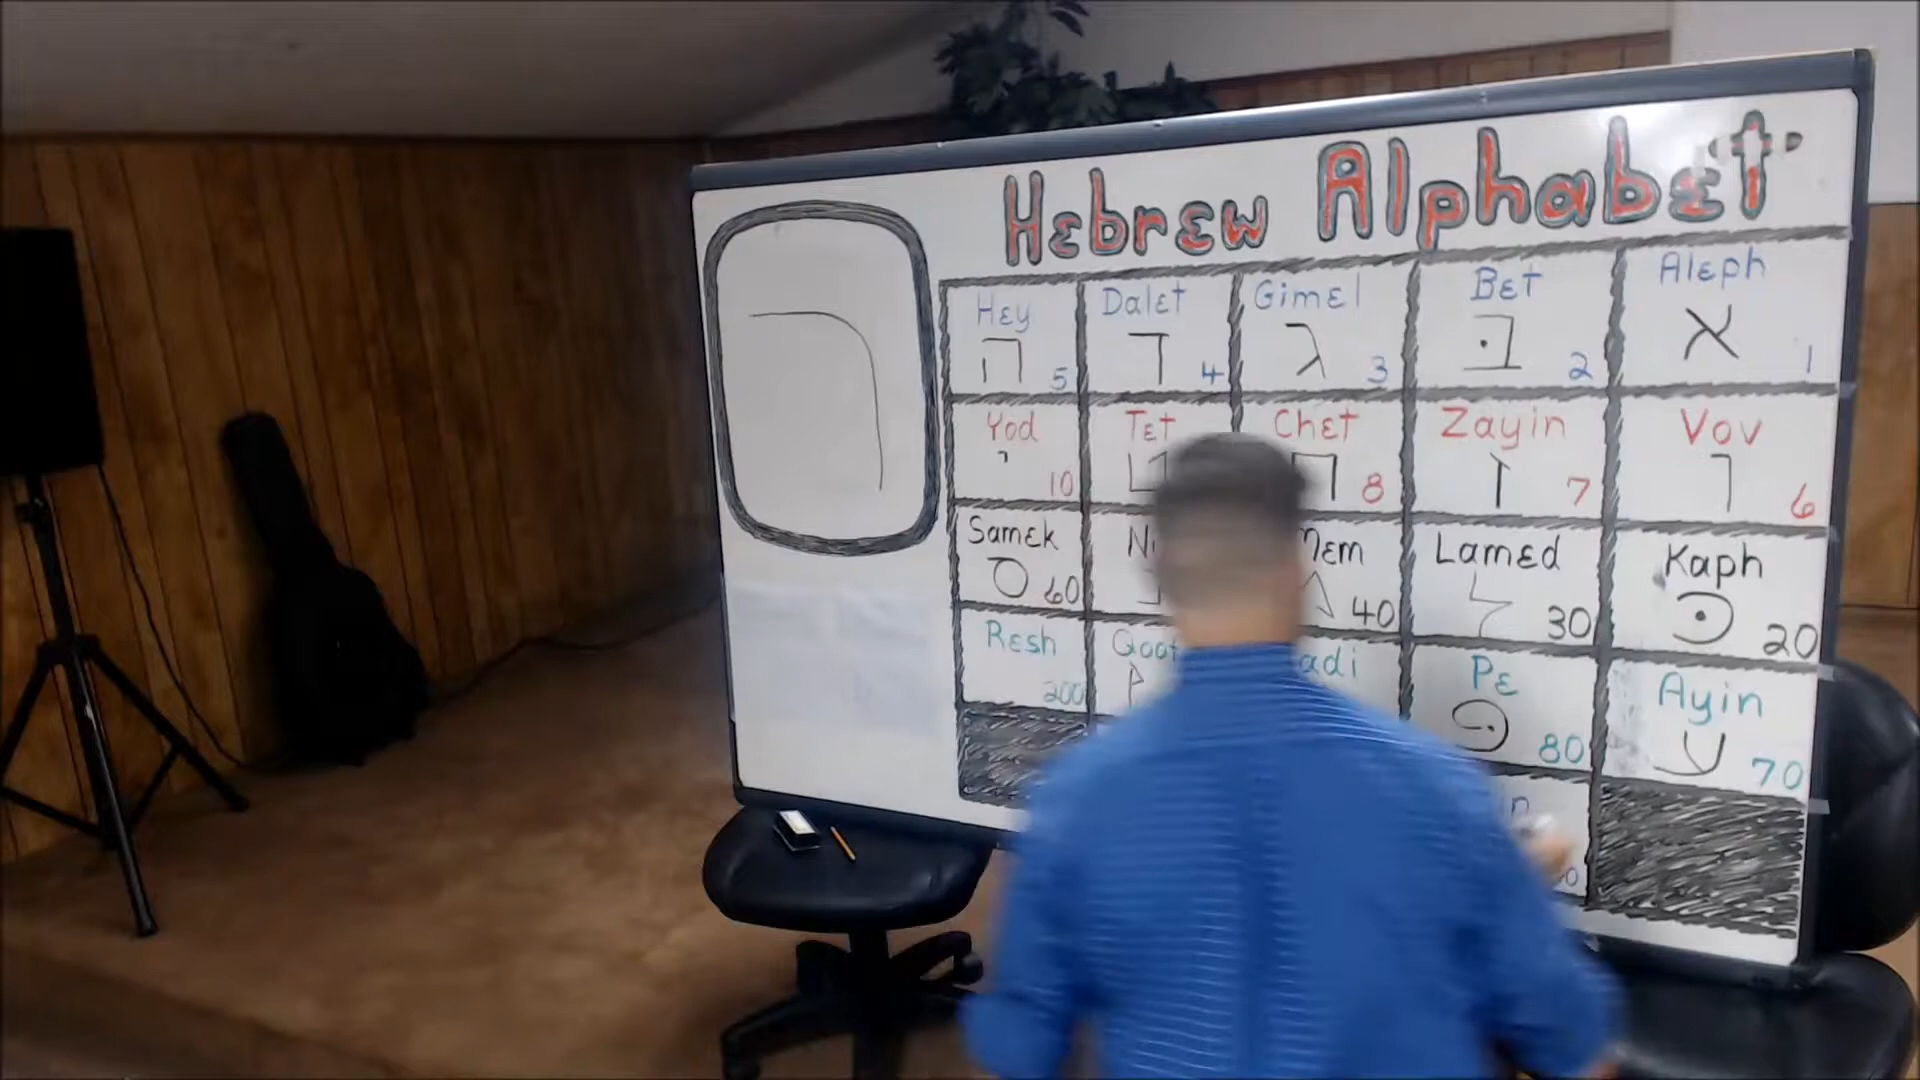 Hebrew Alphabet
Hey Dalet Gimel Bet Aleph
ה 5 ד 4 ג 3 בּ 2 א 1
Yod Tet Chet Zayin Vov
י 10 ט ח 8 ז 7 ו 6
Samek Mem Lamed Kaph
ס 60 40 ל 30 כּ 20
Resh Pe Ayin
200 ק פּ 80 ע 70
ר